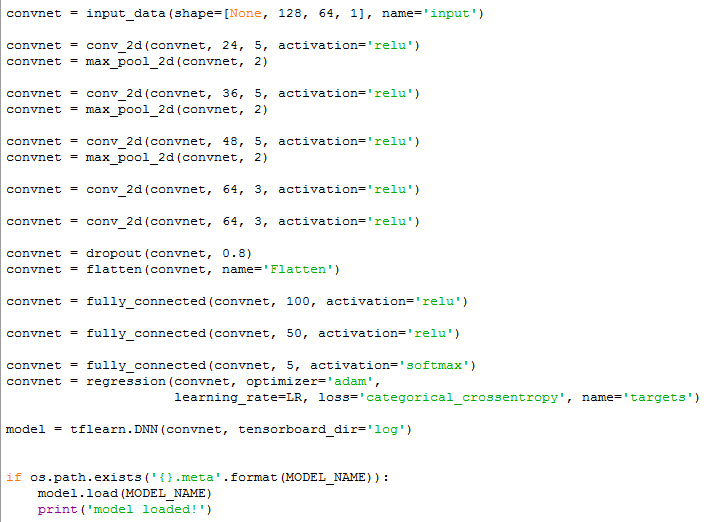 convnet = input_data(shape=[None, 128, 64, 1], name='input')
convnet = conv_2d(convnet, 24, 5, activation='relu')
convnet = max_pool_2d(convnet, 2)
convnet = conv_2d(convnet, 36, 5, activation='relu')
convnet = max_pool_2d(convnet, 2)
convnet = conv_2d(convnet, 48, 5, activation='relu')
convnet = max_pool_2d(convnet, 2)
convnet = conv_2d(convnet, 64, 3, activation='relu')
convnet = conv_2d(convnet, 64, 3, activation='relu')
convnet = dropout(convnet, 0.8)
convnet = flatten(convnet, name='Flatten')
convnet = fully_connected(convnet, 100, activation='relu')
convnet = fully_connected(convnet, 50, activation='relu')
convnet = fully_connected(convnet, 5, activation='softmax')
convnet = regression(convnet, optimizer='adam',
                     learning_rate=LR, loss='categorical_crossentropy', name='targets')
model = tflearn.DNN(convnet, tensorboard_dir='log')
if os.path.exists('{}.meta'.format(MODEL_NAME)):
    model.load(MODEL_NAME)
    print('model loaded!')